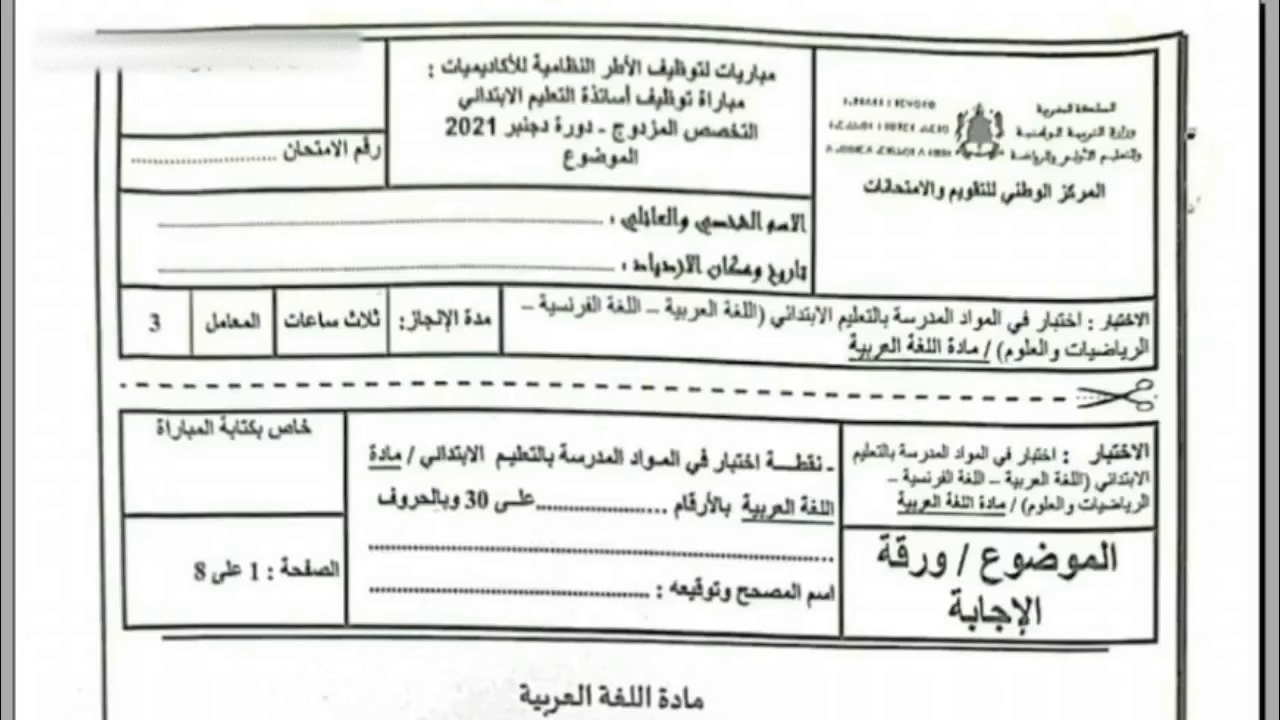 المملكة المغربية
وزارة التربية الوطنية
والتعليم الأولي والرياضة
المركز الوطني للتقويم والامتحانات
مباريات لتوظيف الأطر النظامية للأكاديميات :
مباراة توظيف أساتذة التعليم الابتدائي
التخصص المزدوج - دورة دجنبر 2021
الموضوع
رقم الامتحان ......................
الاسم الشخصي والعائلي : ......................
تاريخ ومكان الازدياد : ......................
الاختبار : اختبار في المواد المدرسة بالتعليم الابتدائي (اللغة العربية – اللغة الفرنسية –
الرياضيات والعلوم) / مادة اللغة العربية
مدة الإنجاز: ثلاث ساعات المعامل 3
الاختبار : اختبار في المواد المدرسة بالتعليم
الابتدائي (اللغة العربية – اللغة الفرنسية –
الرياضيات والعلوم) / مادة اللغة العربية
الموضوع / ورقة
الإجابة
- نقطة اختبار في المواد المدرسة بالتعليم الابتدائي / مادة
اللغة العربية بالأرقام ......................على 30 وبالحروف
......................
اسم المصحح وتوقيعه : ......................
خاص بكتابة المباراة
الصفحة : 1 على 8
مادة اللغة العربية